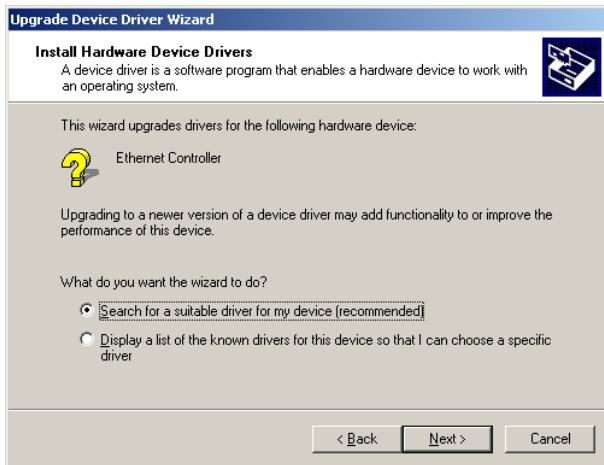 Upgrade Device Driver Wizard
Install Hardware Device Drivers
A device driver is a software program that enables a hardware device to work with
an operating system.
This wizard upgrades drivers for the following hardware device:
Ethernet Controller
Upgrading to a newer version of a device driver may add functionality to or improve the
performance of this device.
What do you want the wizard to do?
Search for a suitable driver for my device (recommended)
Display a list of the known drivers for this device so that I can choose a specific
driver
< Back Next > Cancel